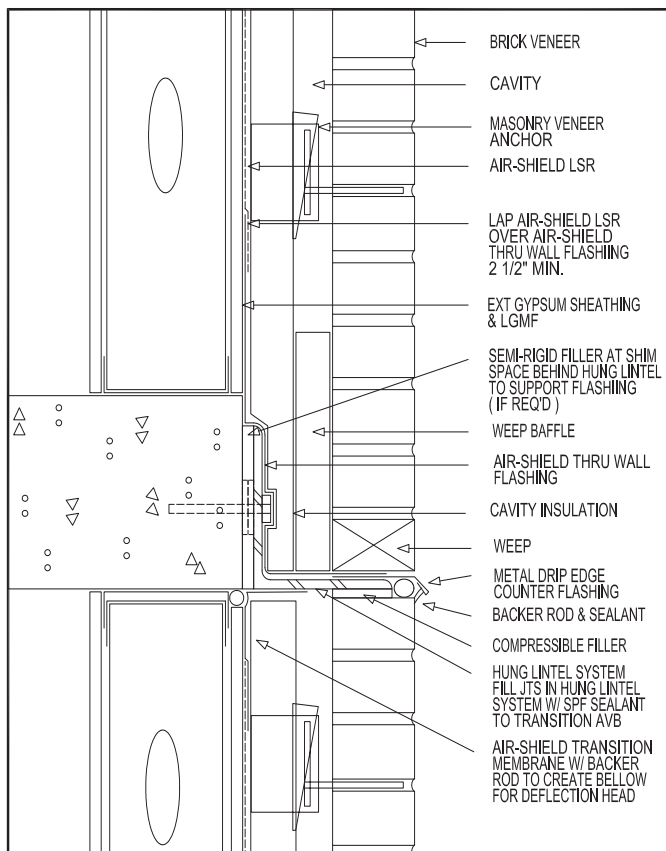 BRICK VENEER
CAVITY
MASONRY VENEER
ANCHOR
AIR-SHIELD LSR
LAP AIR-SHIELD LSR
OVER AIR-SHIELD
THRU WALL FLASHIING
2 1/2" MIN.
EXT GYPSUM SHEATHING
& LGMF
SEMI-RIGID FILLER AT SHIM
SPACE BEHIND HUNG LINTEL
TO SUPPORT FLASHING
( IF REQ'D )
WEEP BAFFLE
AIR-SHIELD THRU WALL
FLASHING
CAVITY INSULATION
WEEP
METAL DRIP EDGE
COUNTER FLASHING
BACKER ROD & SEALANT
COMPRESSIBLE FILLER
HUNG LINTEL SYSTEM
FILL JTS IN HUNG LINTEL
SYSTEM W/ SPF SEALANT
TO TRANSITION AVB
AIR-SHIELD TRANSITION
MEMBRANE W/ BACKER
ROD TO CREATE BELLOW
FOR DEFLECTION HEAD